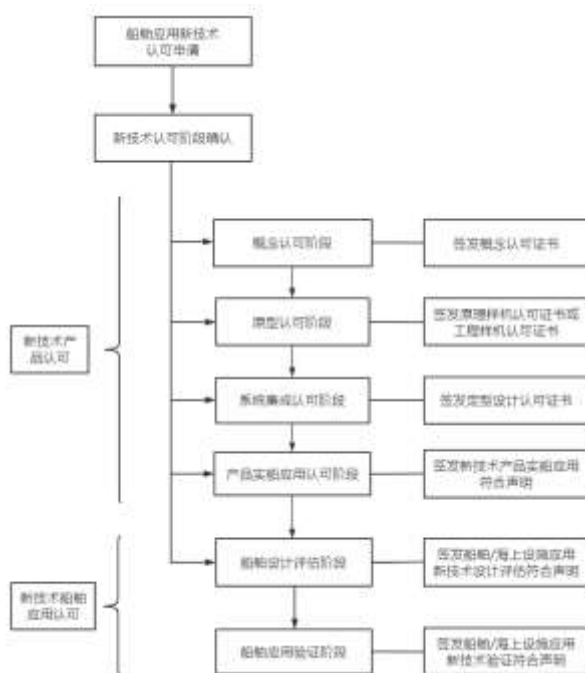 船舶应用新技术
认可申请
新技术认可阶段确认
新技术产
品认可
概念认可阶段
签发概念认可证书
原型认可阶段
签发原理样机认可证书或
工程样机认可证书
系统集成认可阶段
签发定型设计认可证书
产品实船应用认可阶段
签发新技术产品实船应用
符合声明
新技术船舶
应用认可
船舶设计评估阶段
签发船舶/海上设施应用
新技术设计评估符合声明
船舶应用验证阶段
签发船舶/海上设施应用
新技术验证符合声明